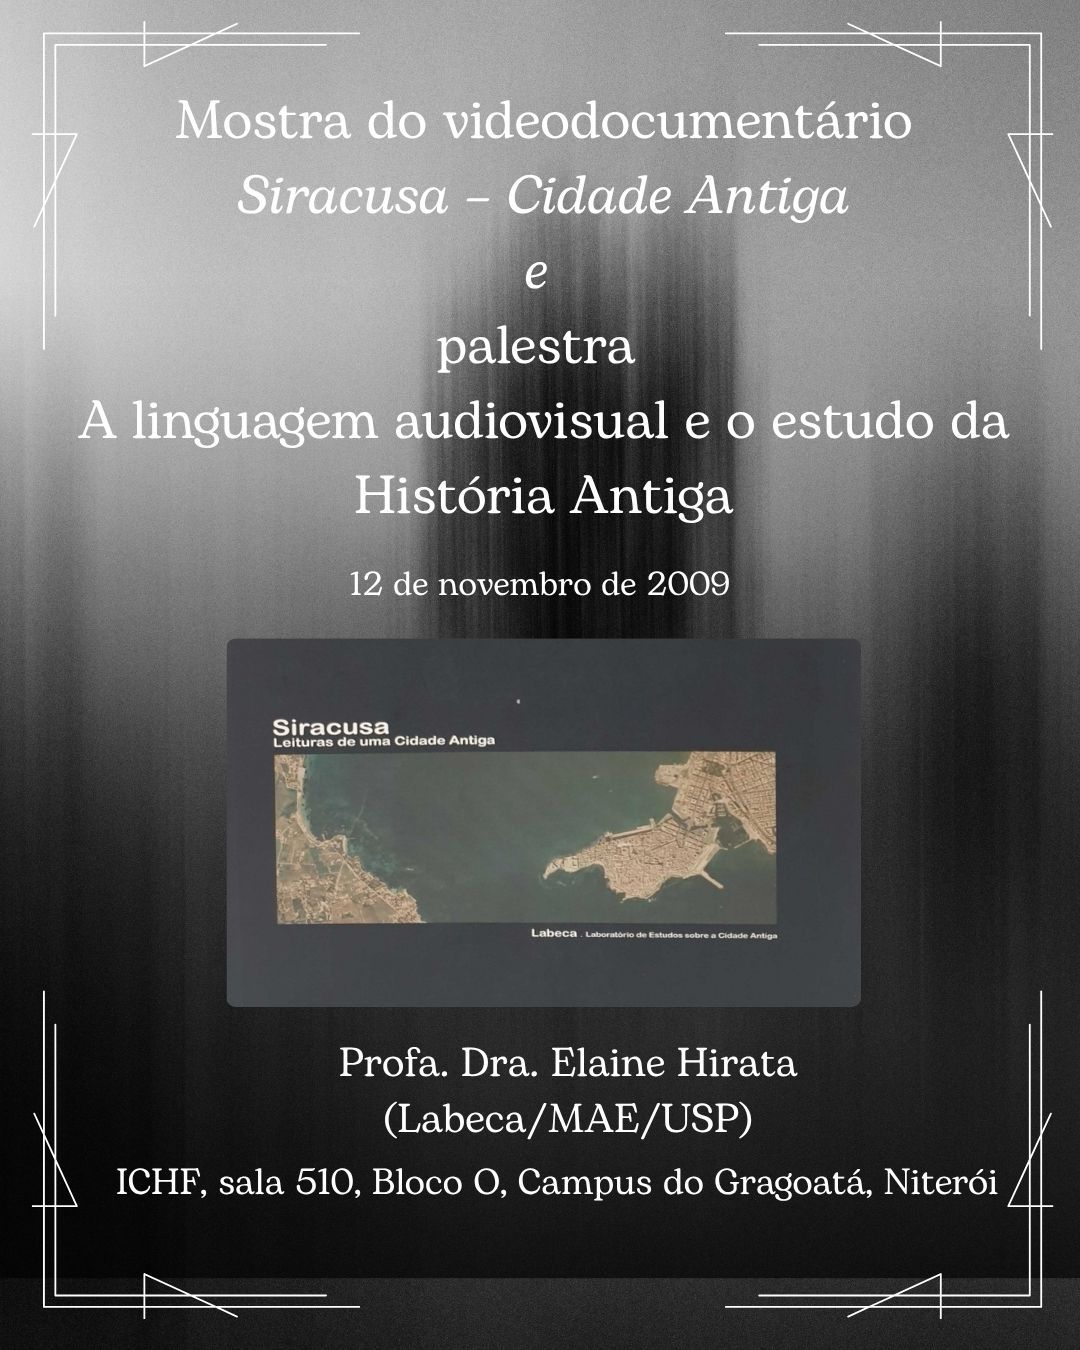 Mostra do videodocumentário
Siracusa – Cidade Antiga
e
palestra
A linguagem audiovisual e o estudo da
História Antiga
12 de novembro de 2009
Siracusa
Leituras de uma Cidade Antiga
Labeca . Laboratório de Estudos sobre a Cidade Antiga
Profa. Dra. Elaine Hirata
(Labeca/MAE/USP)
ICHF, sala 510, Bloco O, Campus do Gragoatá, Niterói